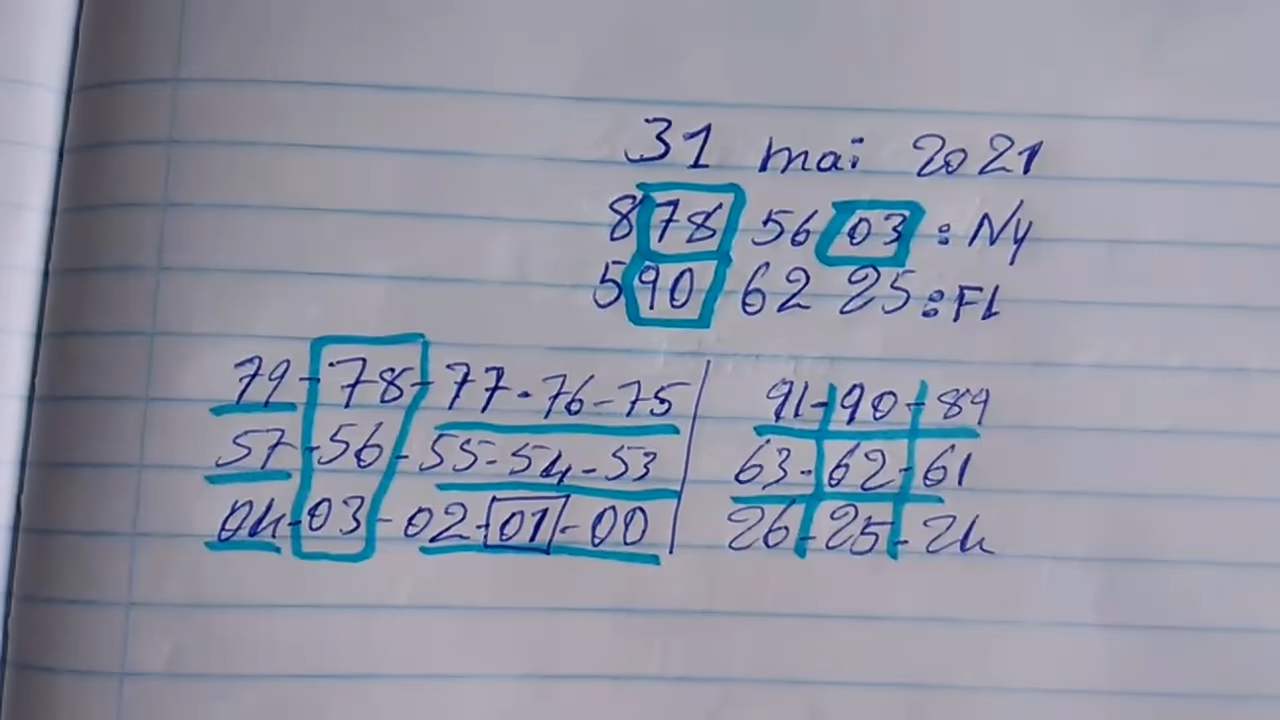 31 mai 2021
878 56 03 : NY
590 62 25 : FL
79-78-77-76-75 | 91-90-89
57-56-55-54-53 | 63-62-61
04-03-02-01-00 | 26-25-24